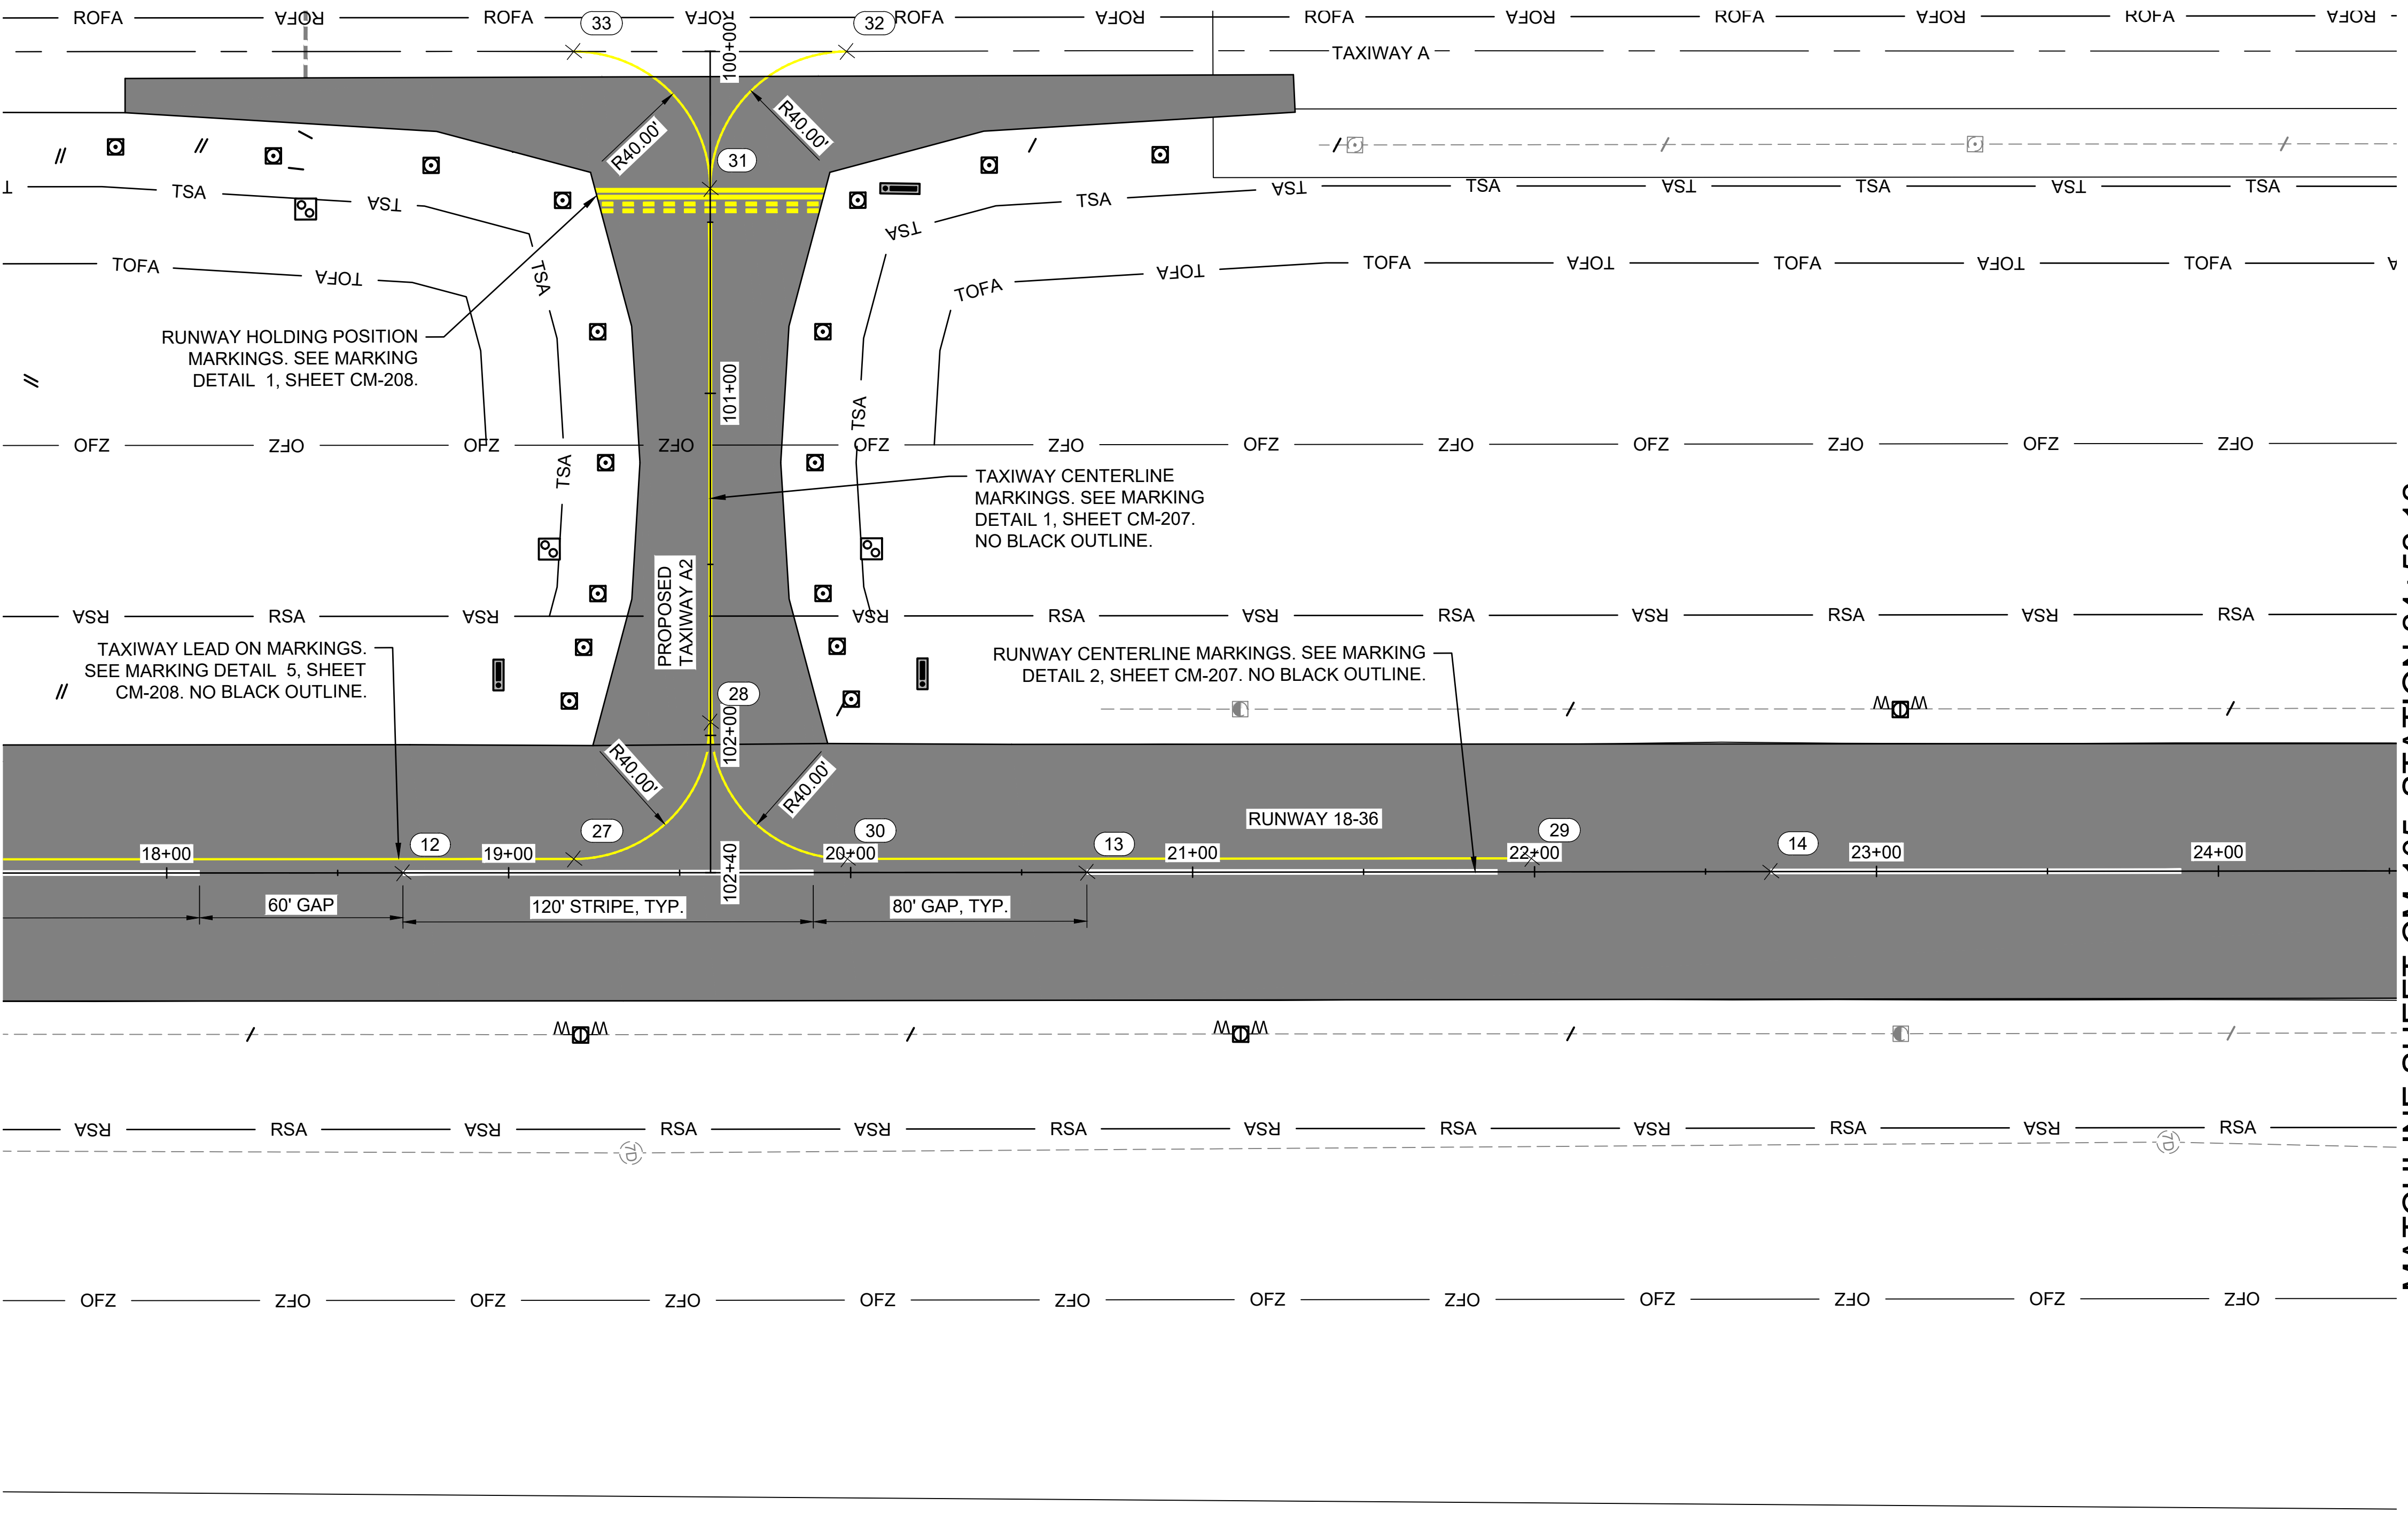 ROFA ROFA ROFA ROFA ROFA ROFA ROFA ROFA ROFA ROFA ROFA ROFA
33
32
100+00
TAXIWAY A
R40.00'
R40.00'
31
TSA TSA TSA TSA TSA TSA TSA TSA TSA
TSA
TSA
TOFA TOFA TOFA TOFA TOFA TOFA TOFA TOFA TOFA
RUNWAY HOLDING POSITION
MARKINGS. SEE MARKING
DETAIL 1, SHEET CM-208.
101+00
TSA
OFZ OFZ OFZ OFZ OFZ OFZ OFZ OFZ OFZ OFZ OFZ OFZ
TSA
TAXIWAY CENTERLINE
MARKINGS. SEE MARKING
DETAIL 1, SHEET CM-207.
NO BLACK OUTLINE.
PROPOSED
TAXIWAY A2
RSA RSA RSA RSA RSA RSA RSA RSA RSA RSA RSA
TAXIWAY LEAD ON MARKINGS.
SEE MARKING DETAIL 5, SHEET
CM-208. NO BLACK OUTLINE.
RUNWAY CENTERLINE MARKINGS. SEE MARKING
DETAIL 2, SHEET CM-207. NO BLACK OUTLINE.
28
102+00
R40.00'
R40.00'
RUNWAY 18-36
12
27
30
13
29
14
18+00 19+00 20+00 21+00 22+00 23+00 24+00
102+40
60' GAP
120' STRIPE, TYP.
80' GAP, TYP.
RSA RSA RSA RSA RSA RSA RSA RSA RSA RSA RSA RSA
7D
7D
OFZ OFZ OFZ OFZ OFZ OFZ OFZ OFZ OFZ OFZ OFZ OFZ